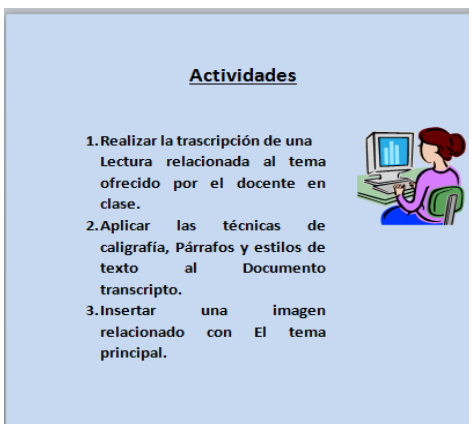 Actividades
1. Realizar la trascripción de una
Lectura relacionada al tema
ofrecido por el docente en
clase.
2. Aplicar las técnicas de
caligrafía, Párrafos y estilos de
texto al Documento
transcripto.
3. Insertar una imagen
relacionado con El tema
principal.